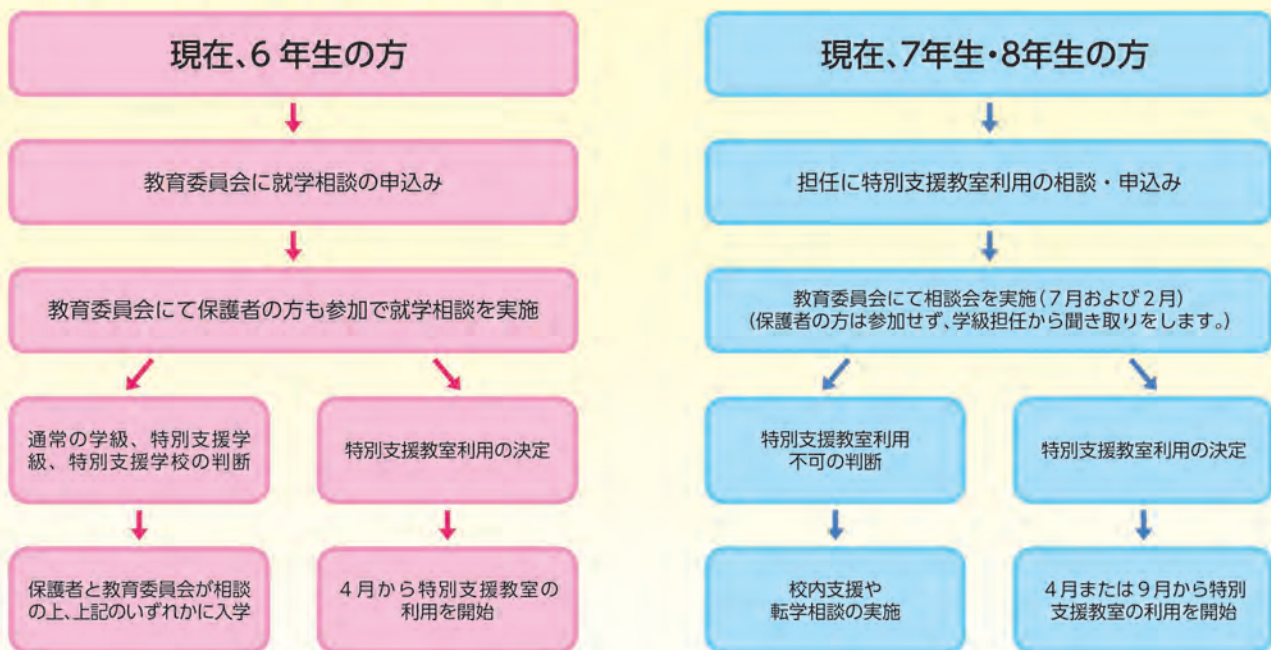 現在、6年生の方
教育委員会に就学相談の申込み
教育委員会にて保護者の方も参加で就学相談を実施
通常の学級、特別支援学
級、特別支援学校の判断
保護者と教育委員会が相談
の上、上記のいずれかに入学
特別支援教室利用の決定
4月から特別支援教室の
利用を開始
現在、7年生・8年生の方
担任に特別支援教室利用の相談・申込み
教育委員会にて相談会を実施(7月および2月)
(保護者の方は参加せず、学級担任から聞き取りをします。)
特別支援教室利用
不可の判断
校内支援や
転学相談の実施
特別支援教室利用の決定
4月または9月から特別
支援教室の利用を開始